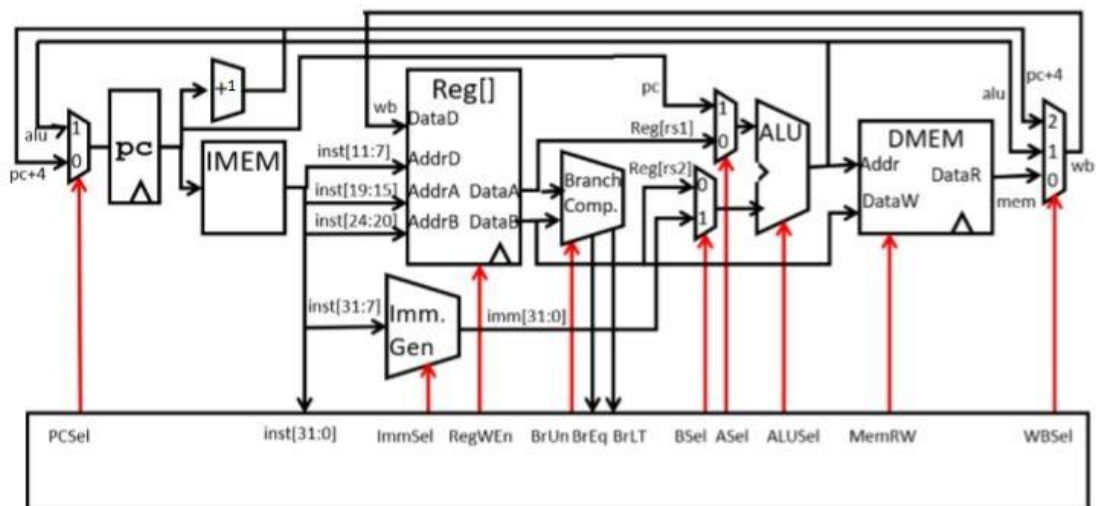 pc+4
alu
+1
pc
wb
Reg[]
DataD
AddrD
AddrA
AddrB
DataA
DataB
alu
1
0
pc+4
pc
IMEM
inst[11:7]
inst[19:15]
inst[24:20]
Reg[rs1]
Reg[rs2]
Branch
Comp.
1
0
0
1
ALU
DMEM
Addr
DataR
DataW
mem
2
1
0
wb
inst[31:7]
Imm.
Gen
imm[31:0]
PCSel
inst[31:0]
ImmSel
RegWEn
BrUn
BrEq
BrLT
BSel
ASel
ALUSel
MemRW
WBSel